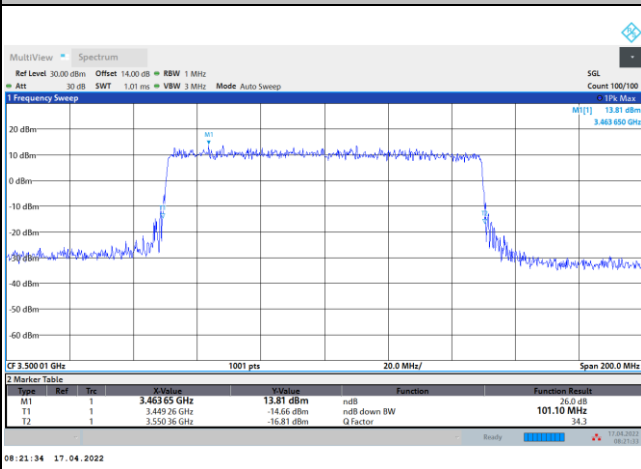 MultiView Spectrum
Ref Level 30.00 dBm Offset 14.00 dB RBW 1 MHz SGL
Att 30 dB SWT 1.01 ms VBW 3 MHz Mode Auto Sweep Count 100/100
1 Frequency Sweep 1Pk Max
M1[1] 13.81 dBm
3.463 650 GHz
M1
20 dBm
10 dBm
0 dBm
-10 dBm
-20 dBm
-30 dBm
-40 dBm
-50 dBm
-60 dBm
CF 3.500 01 GHz 1001 pts 20.0 MHz/ Span 200.0 MHz
2 Marker Table
Type Ref Trc X-Value Y-Value Function Function Result
M1 1 3.463 65 GHz 13.81 dBm ndB 26.0 dB
T1 1 3.449 26 GHz -14.66 dBm ndB down BW 101.10 MHz
T2 1 3.550 36 GHz -16.81 dBm Q Factor 34.3
Ready 17.04.2022
08:21:33
08:21:34 17.04.2022